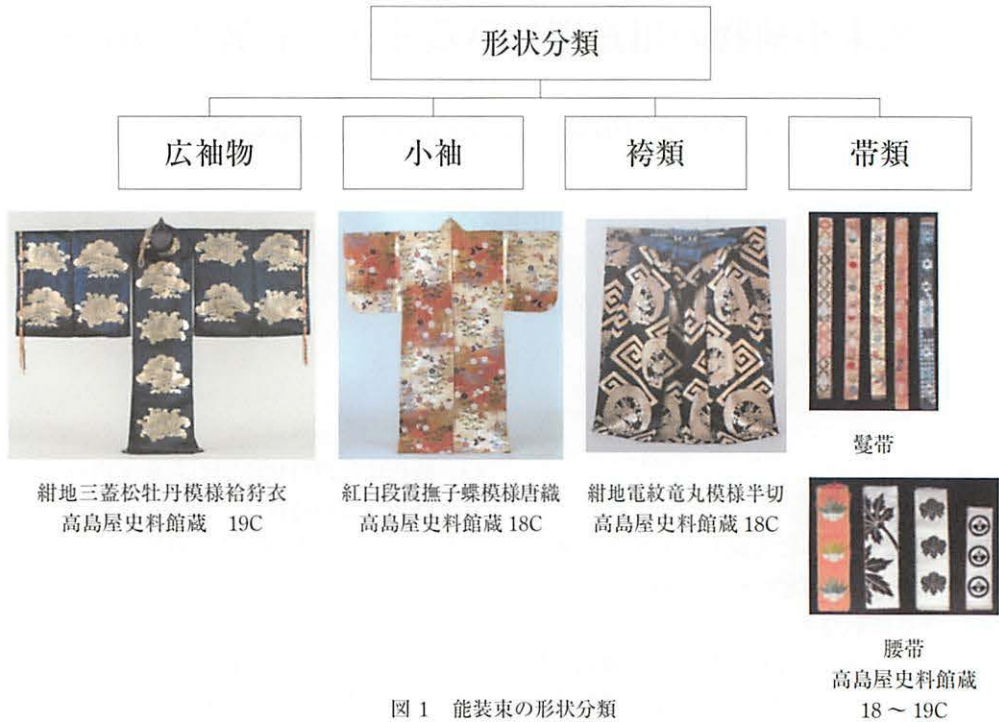 形状分類
広袖物
小袖
袴類
帯類
紺地三蓋松牡丹模様袷狩衣
高島屋史料館蔵 19C
紅白段霞撫子蝶模様唐織
高島屋史料館蔵 18C
紺地電紋竜丸模様半切
高島屋史料館蔵 18C
鬘帯
腰帯
高島屋史料館蔵
18 ～ 19C
図 1 能装束の形状分類